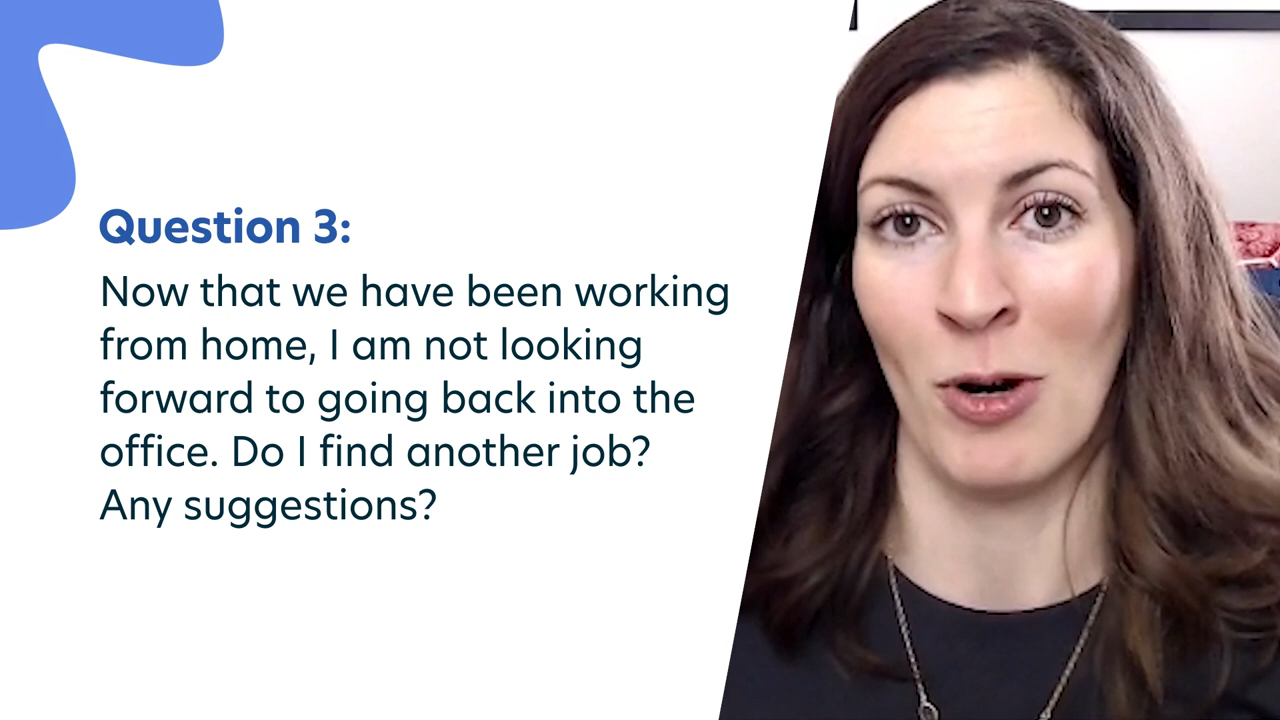 Question 3:
Now that we have been working
from home, I am not looking
forward to going back into the
office. Do I find another job?
Any suggestions?